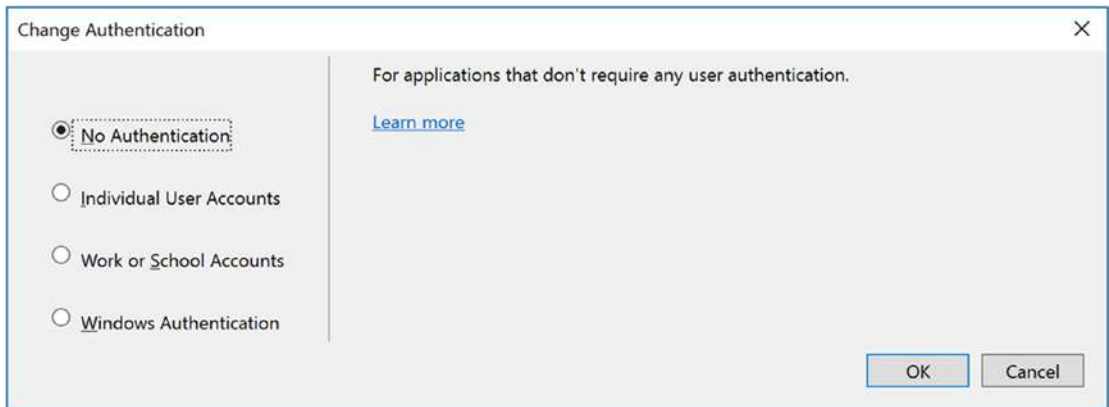 Change Authentication
For applications that don't require any user authentication.
Learn more
No Authentication
Individual User Accounts
Work or School Accounts
Windows Authentication
OK
Cancel